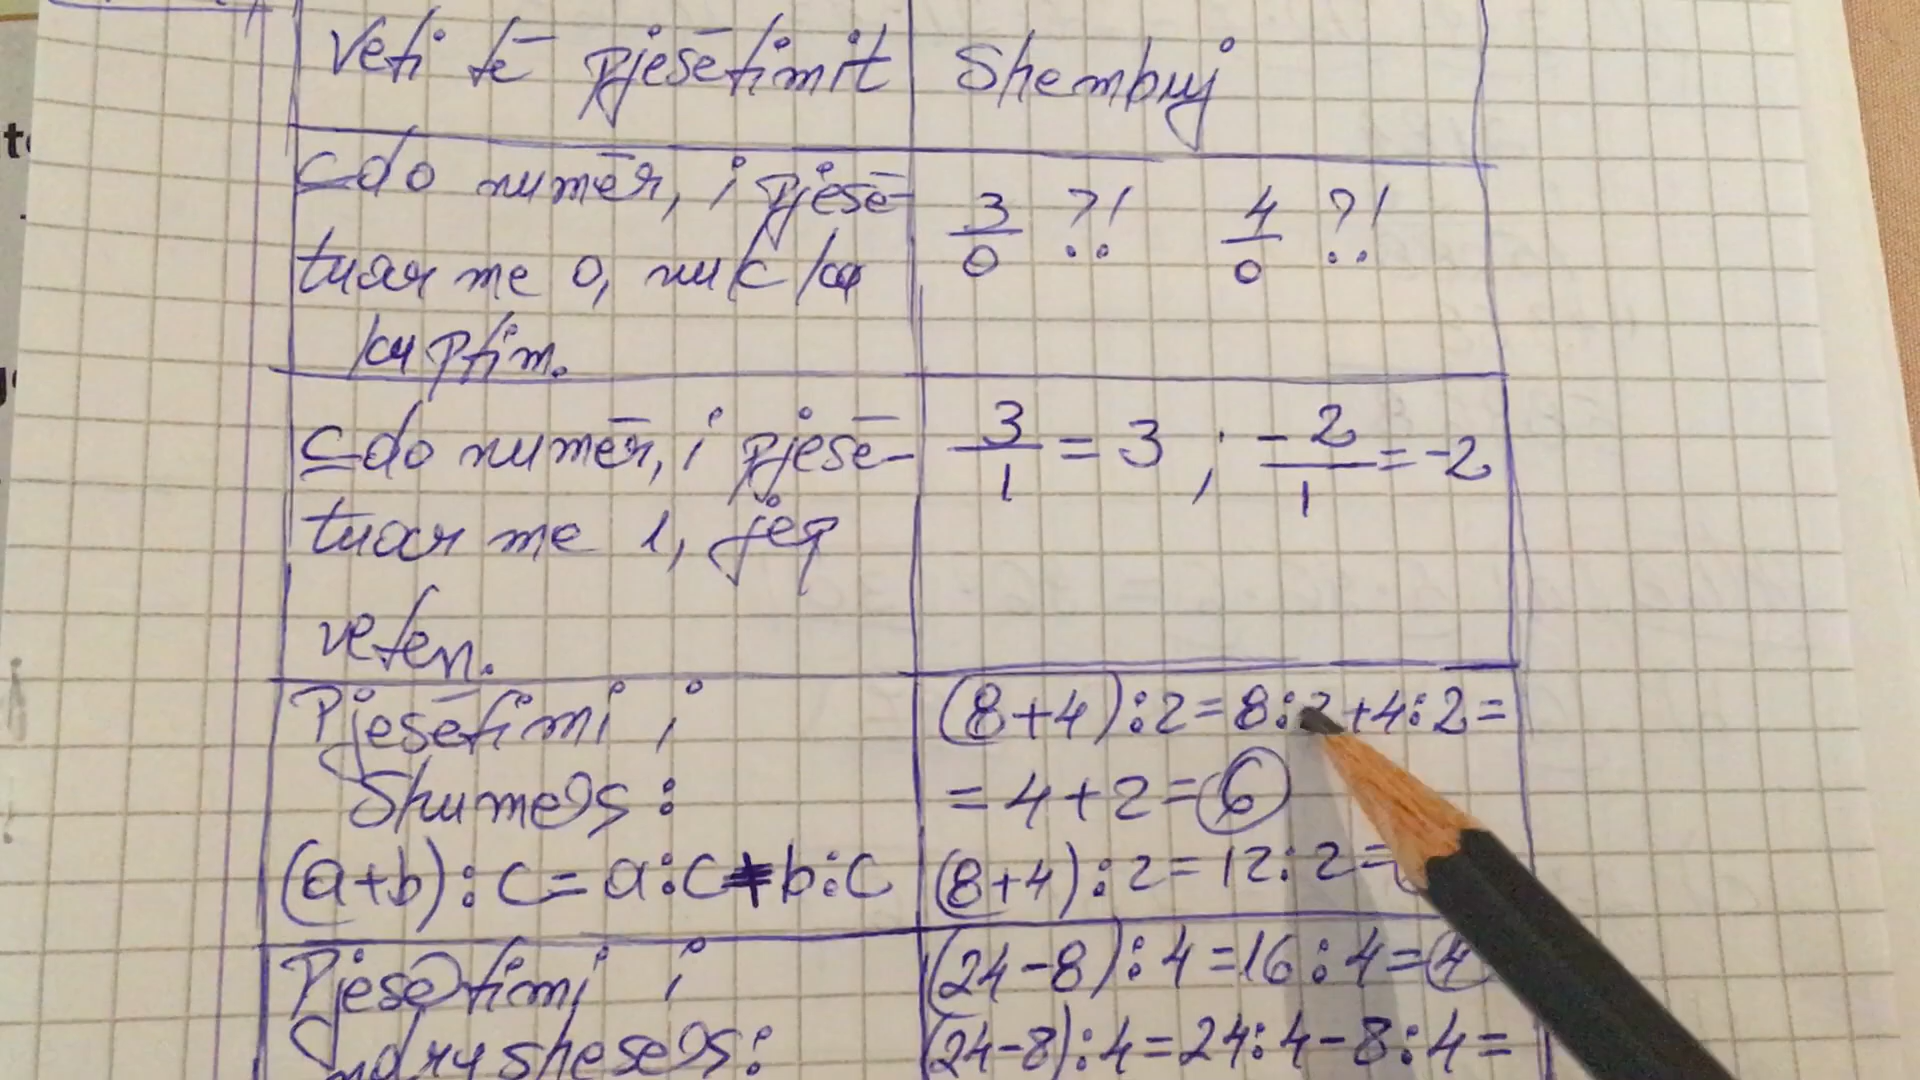 Veti të pjesëtimit
Shembuj
Çdo numër, i pjesë-
tuar me 0, nuk ka
kuptim.
3/0 ?! 4/0 ?!
Çdo numër, i pjesë-
tuar me 1, jep
veten.
3/1 = 3 ; -2/1 = -2
Pjesëtimi i
Shumës:
(a+b):c=a:c+b:c
(8+4):2=8:2+4:2=
=4+2=6
(8+4):2=12:2=
Pjesëtimi i
ndryshesës:
(24-8):4=16:4=4
(24-8):4=24:4-8:4=